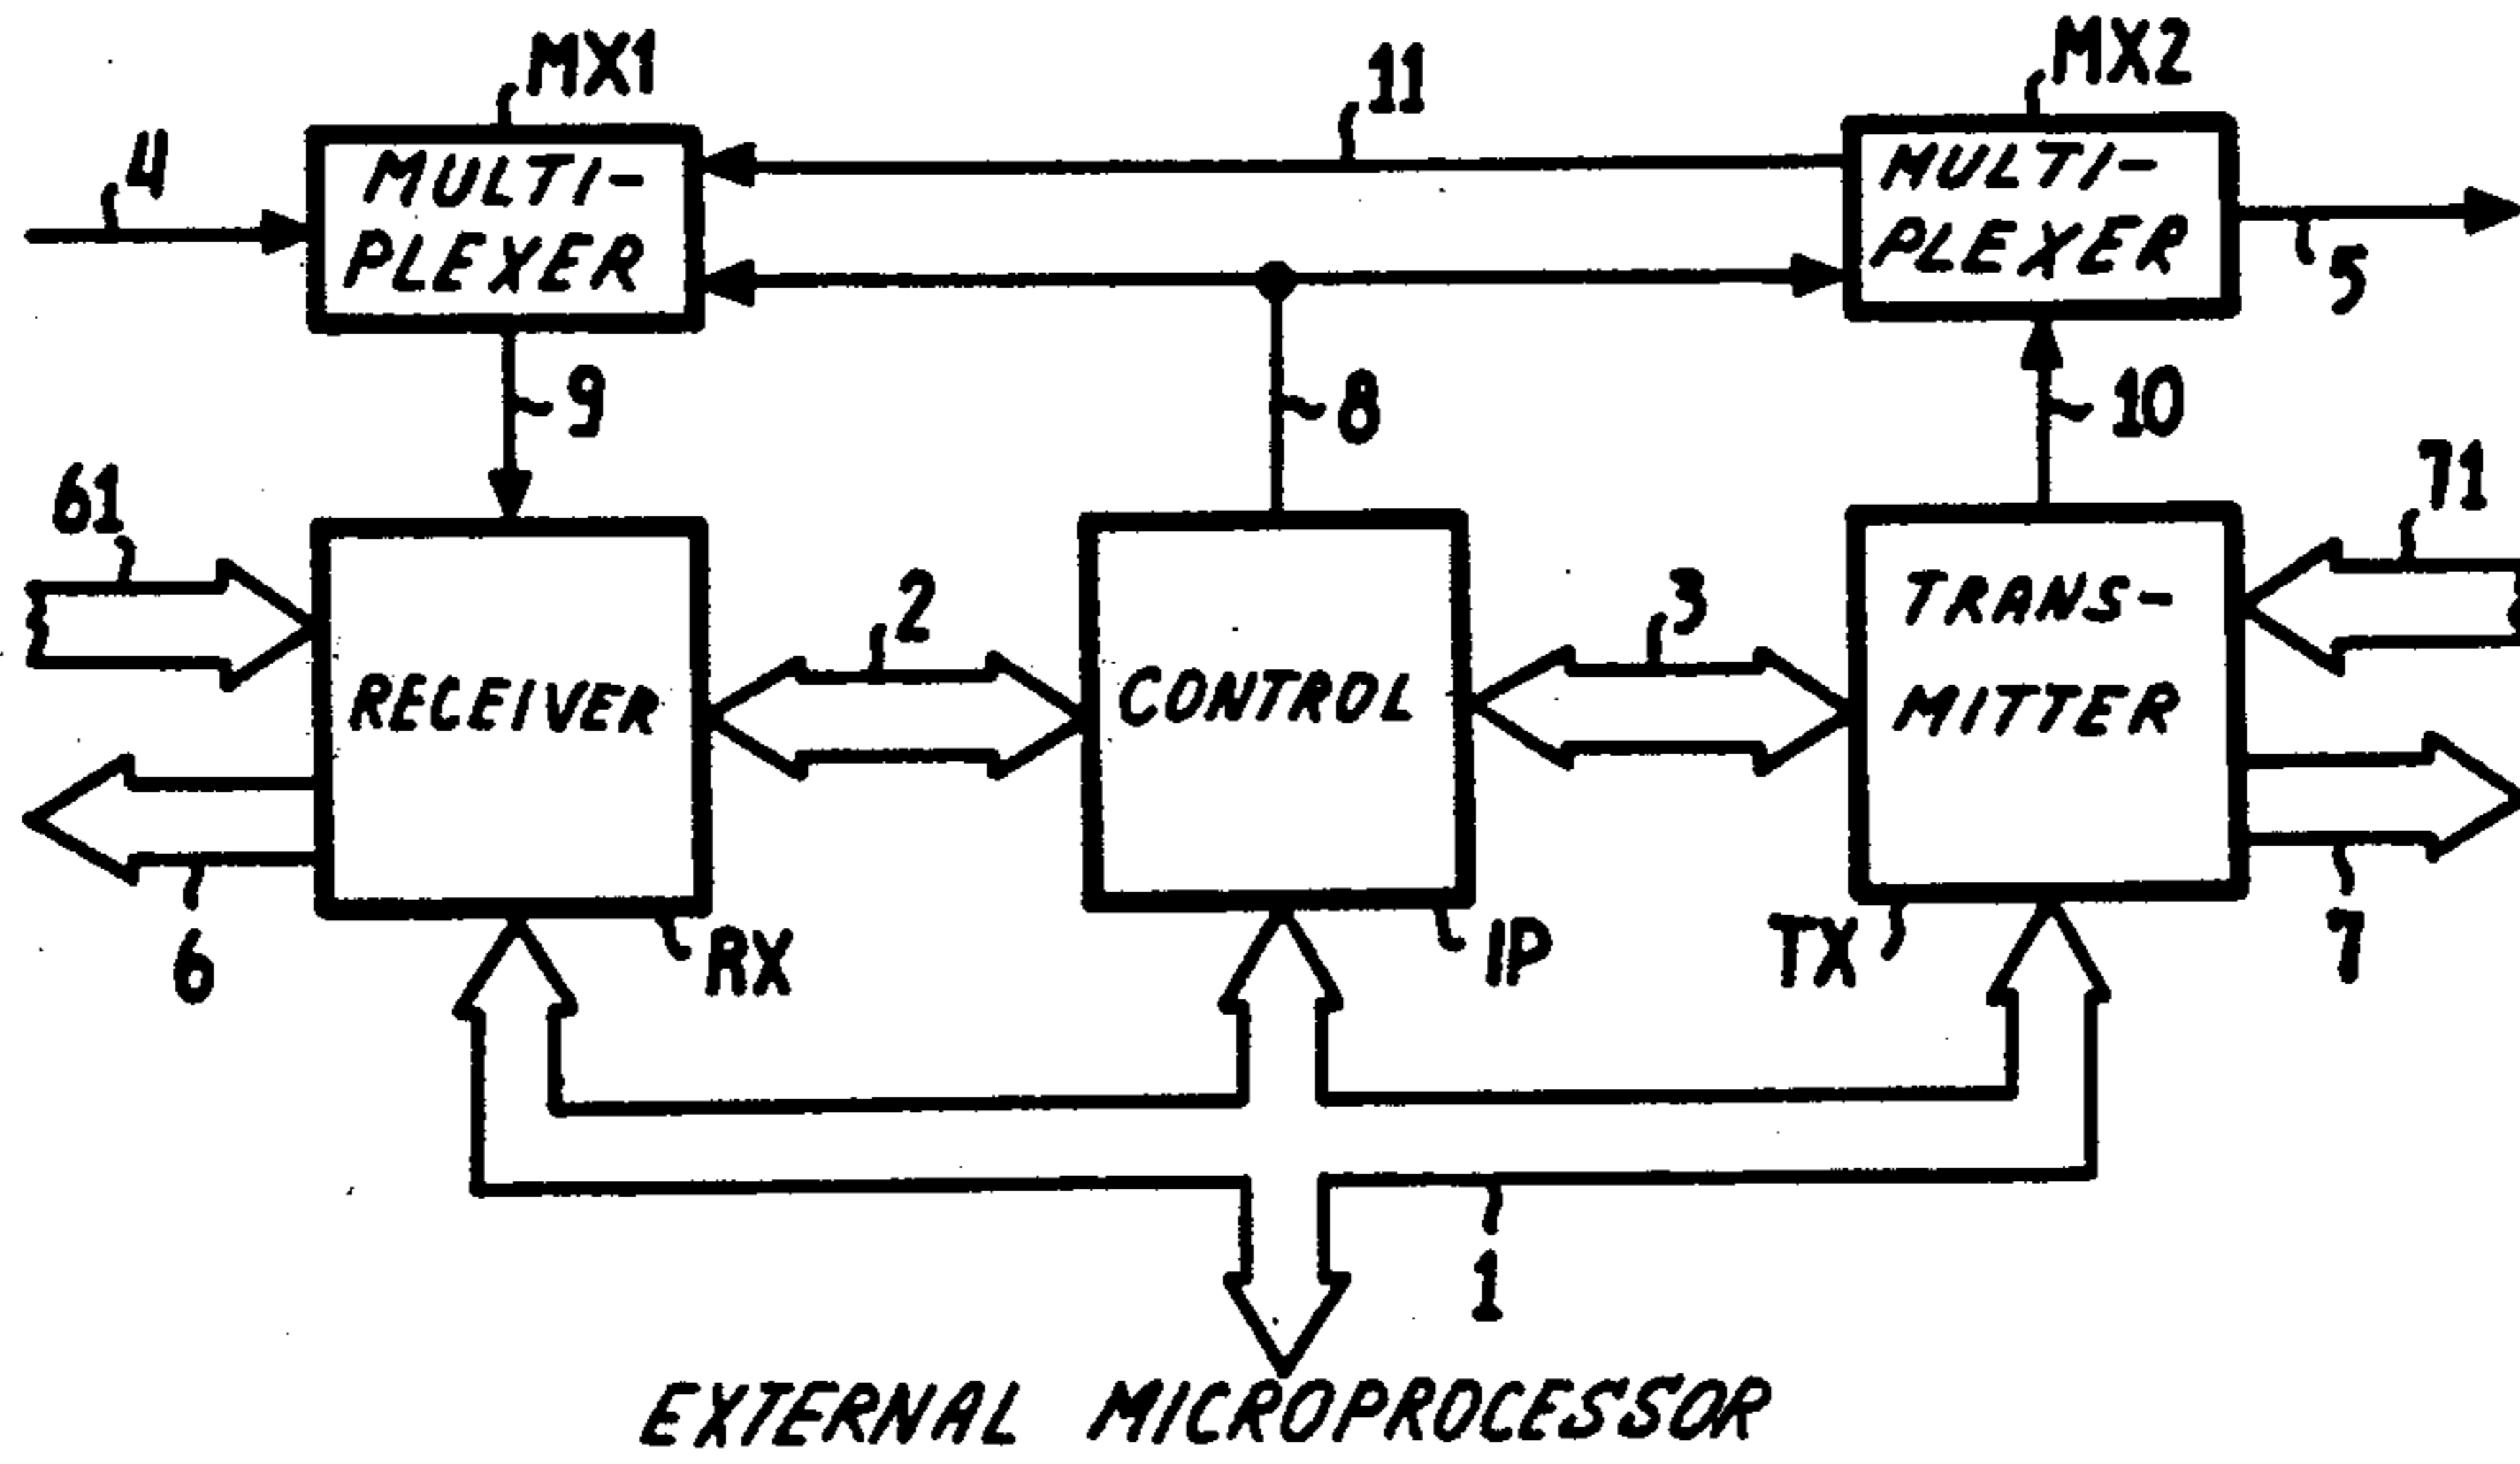 MX1
11
MX2
4
MULTI-
PLEXER
MULTI-
PLEXER
5
9
8
10
61
71
2
3
RECEIVER
CONTROL
TRANS-
MITTER
6
RX
IP
TX
7
1
EXTERNAL MICROPROCESSOR